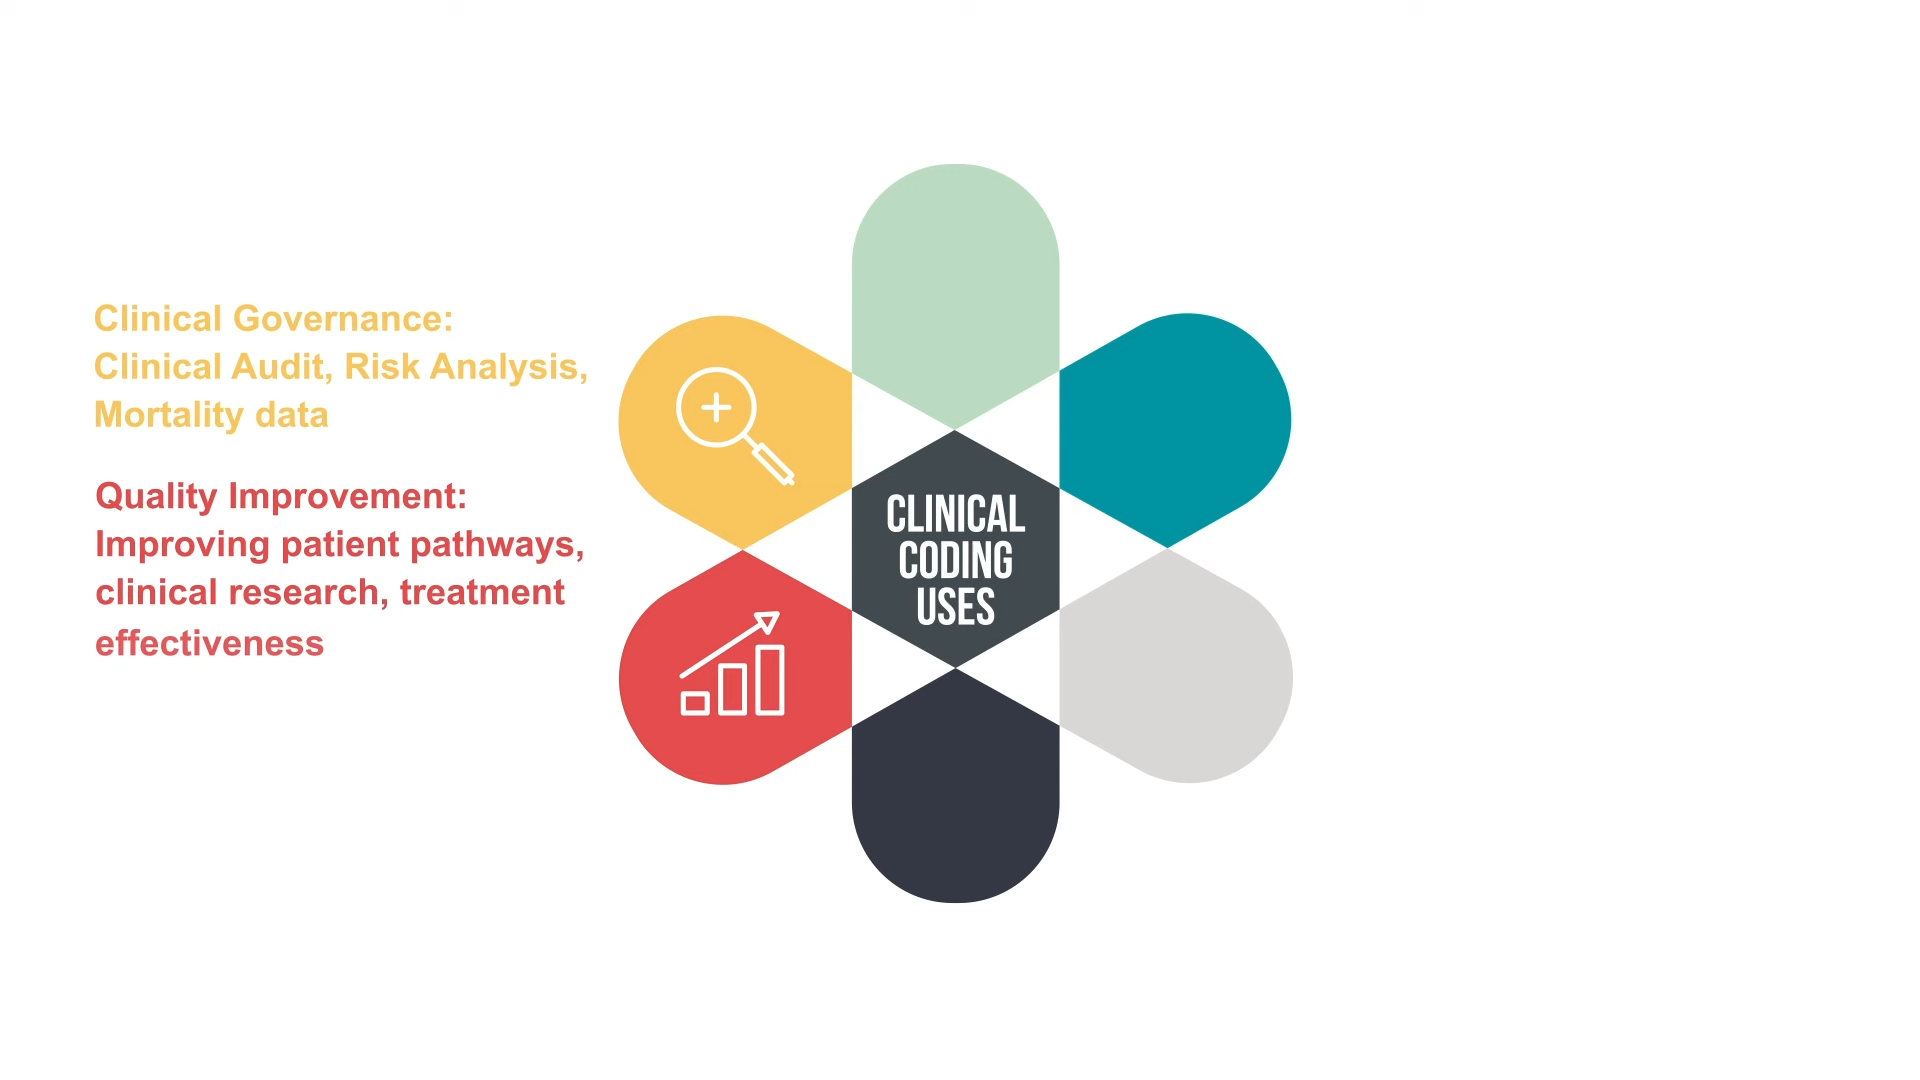 Clinical Governance:
Clinical Audit, Risk Analysis,
Mortality data
Quality Improvement:
Improving patient pathways,
clinical research, treatment
effectiveness
CLINICAL
CODING
USES